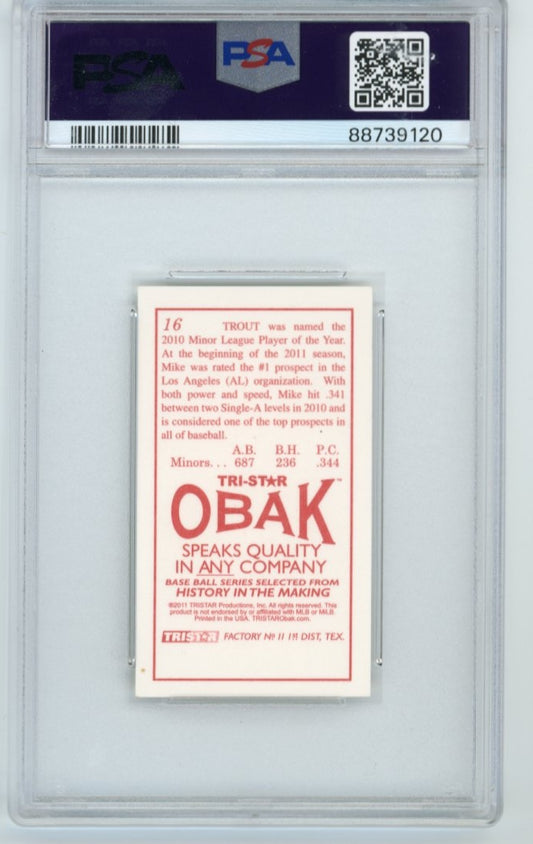 PSA PSA
88739120
16 TROUT was named the
2010 Minor League Player of the Year.
At the beginning of the 2011 season,
Mike was rated the #1 prospect in the
Los Angeles (AL) organization. With
both power and speed, Mike hit .341
between two Single-A levels in 2010 and
is considered one of the top prospects in
all of baseball.
A.B. B.H. P.C.
Minors. . . 687 236 .344
TRI-ST★R
OBAK™
SPEAKS QUALITY
IN ANY COMPANY
BASE BALL SERIES SELECTED FROM
HISTORY IN THE MAKING
©2011 TRISTAR Productions, Inc. All rights reserved. This
product is not endorsed by or affiliated with MLB or MiLB.
Printed in the USA. TRISTARObak.com.
TRIST★R FACTORY Nº 11 1st DIST, TEX.